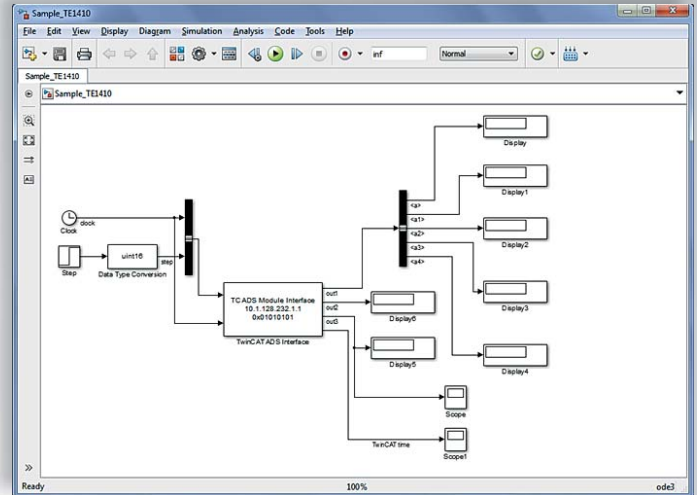 Sample_TE1410
File Edit View Display Diagram Simulation Analysis Code Tools Help
inf
Normal
Sample_TE1410
Sample_TE1410
Clock
clock
Step
uint16
Data Type Conversion
step
TC ADS Module Interface
10.1.128.232.1.1
0x01010101
TwinCAT ADS Interface
out1
out2
out3
<a>
<a1>
<a2>
<a3>
<a4>
Display
Display1
Display2
Display3
Display4
Display6
Display5
Scope
TwinCAT time
Scope1
Ready
100%
ode3